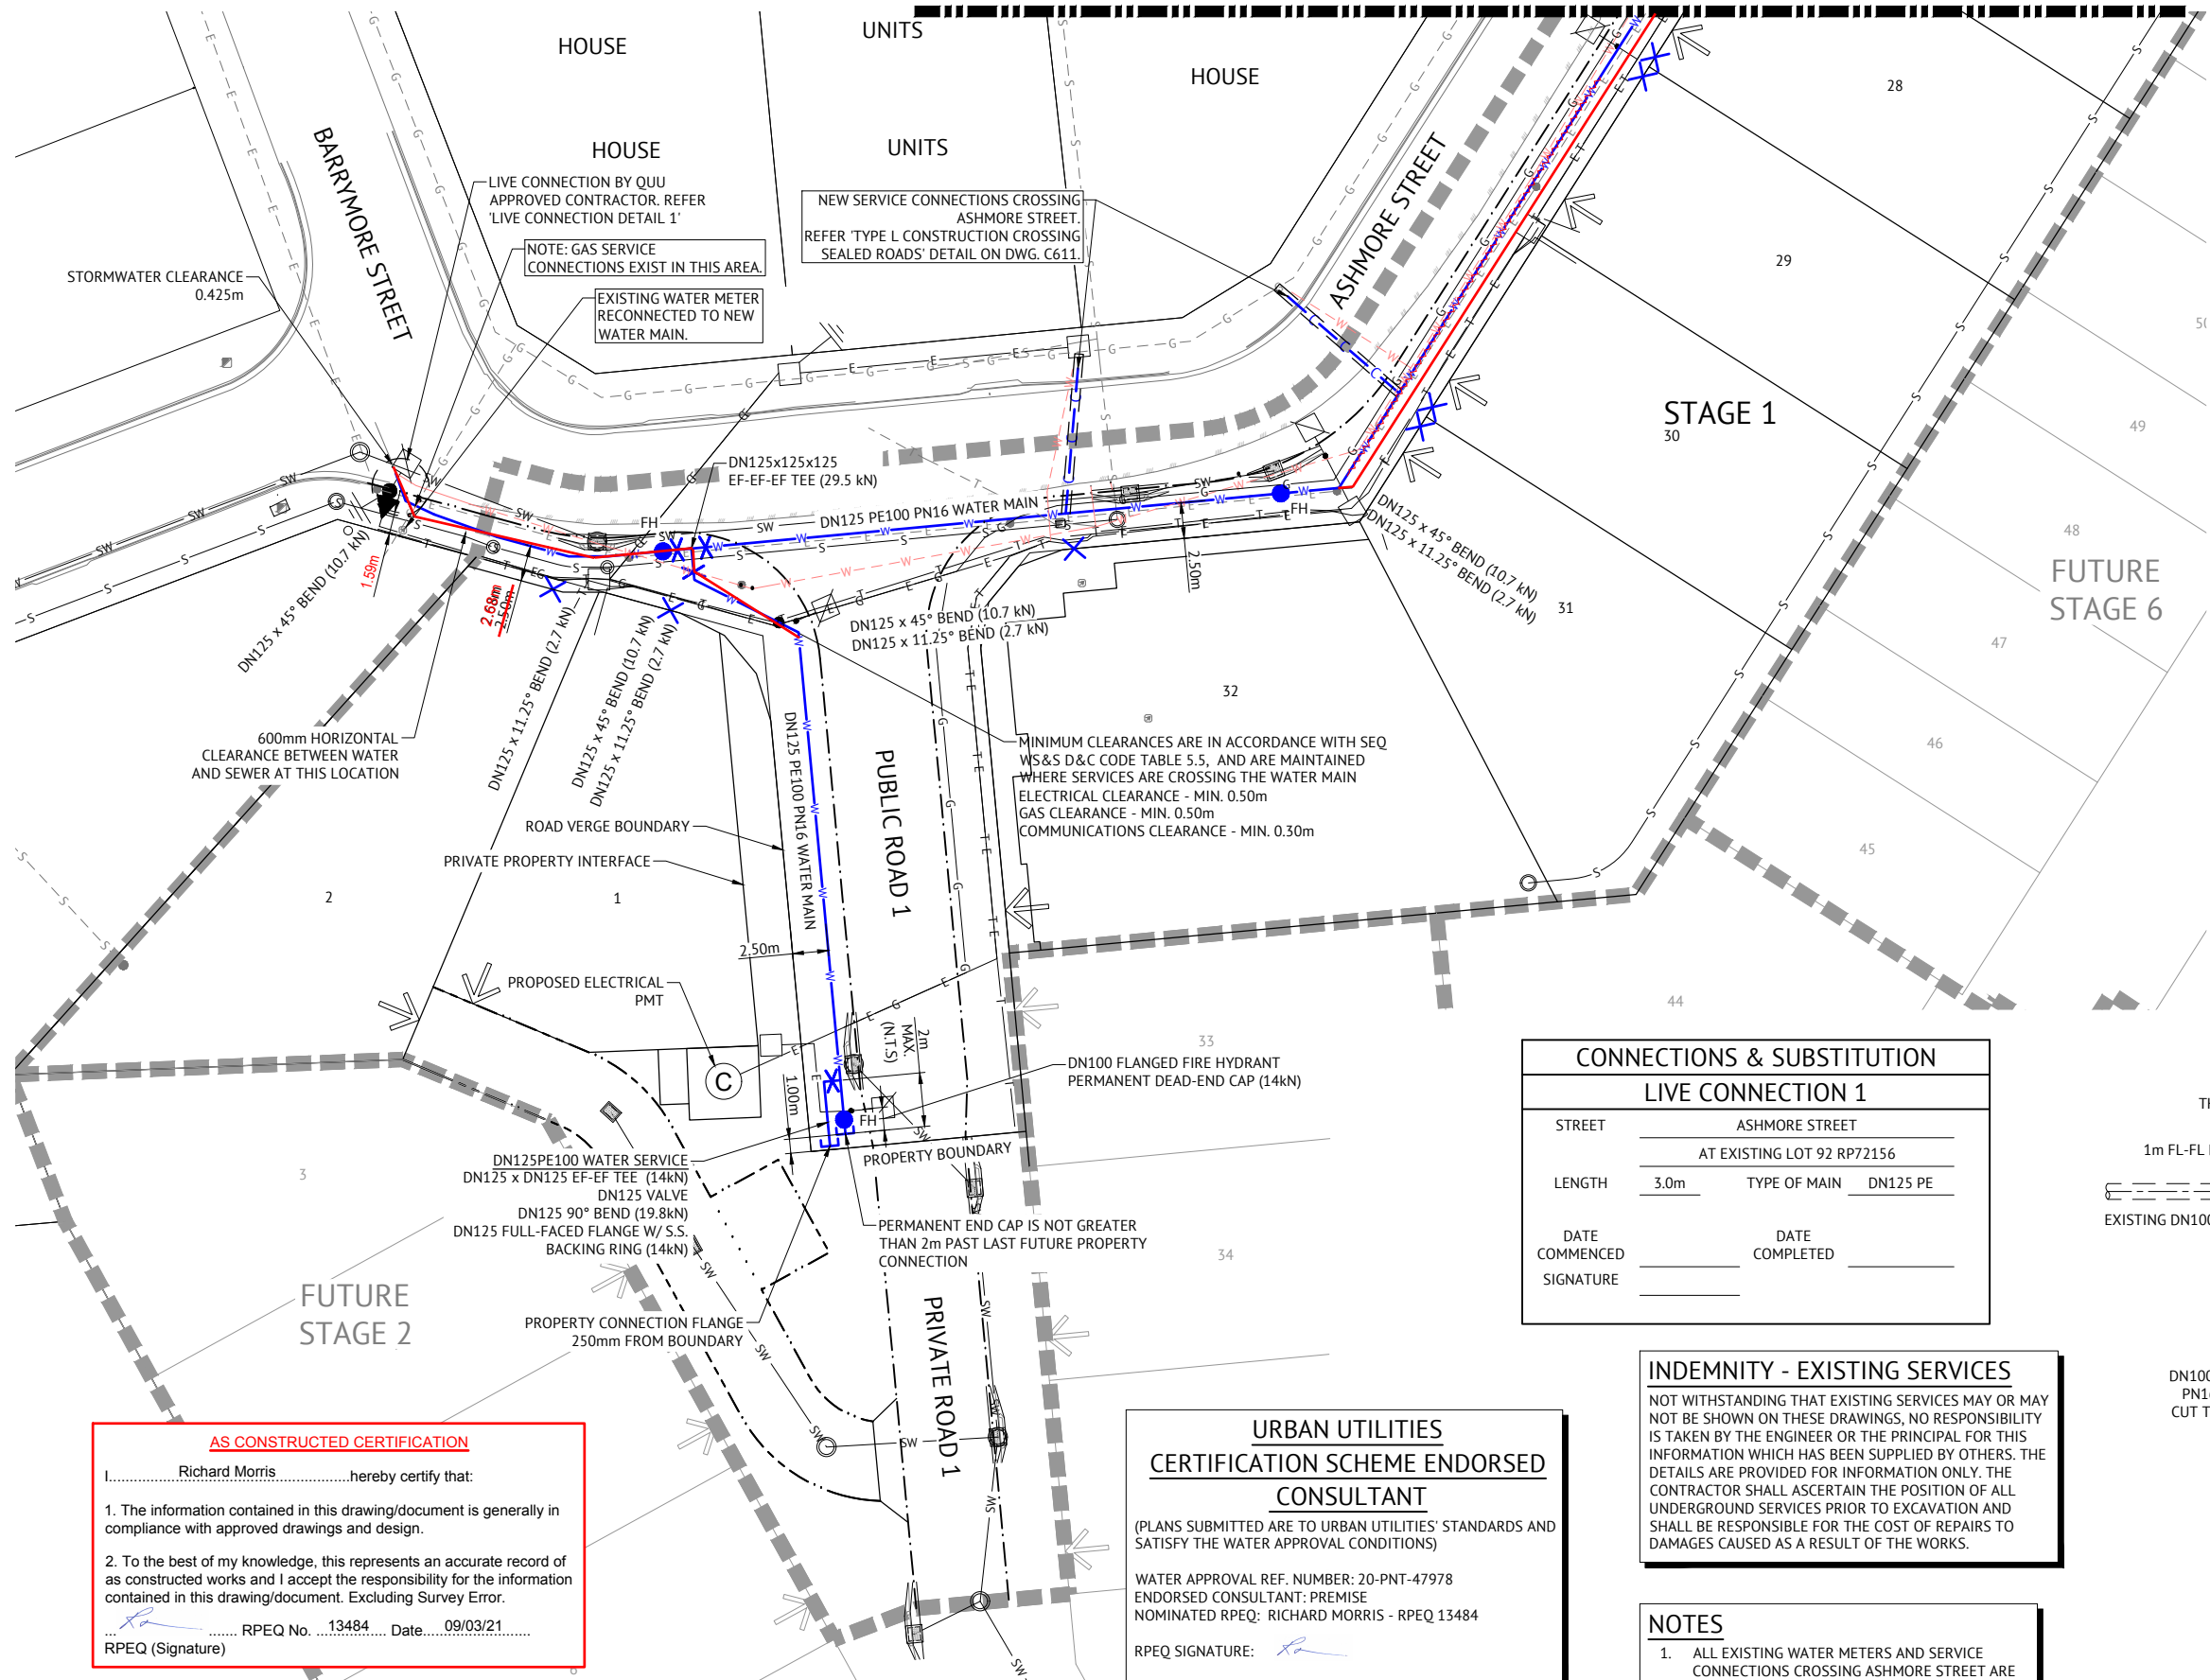 HOUSE
UNITS
HOUSE
HOUSE
UNITS
28
BARRYMORE STREET
ASHMORE STREET
LIVE CONNECTION BY QUU
APPROVED CONTRACTOR. REFER
'LIVE CONNECTION DETAIL 1'
NOTE: GAS SERVICE
CONNECTIONS EXIST IN THIS AREA.
NEW SERVICE CONNECTIONS CROSSING
ASHMORE STREET.
REFER 'TYPE L CONSTRUCTION CROSSING
SEALED ROADS' DETAIL ON DWG. C611.
STORMWATER CLEARANCE
0.425m
EXISTING WATER METER
RECONNECTED TO NEW
WATER MAIN.
29
50
STAGE 1
30
49
DN125x125x125
EF-EF-EF TEE (29.5 kN)
DN125 PE100 PN16 WATER MAIN
FH
FH
2.50m
DN125 x 45° BEND (10.7 kN)
DN125 x 11.25° BEND (2.7 kN)
48
FUTURE
STAGE 6
31
47
1.59m
DN125 x 45° BEND (10.7 kN)
2.68m
2.50m
DN125 x 11.25° BEND (2.7 kN)
DN125 x 45° BEND (10.7 kN)
DN125 x 11.25° BEND (2.7 kN)
DN125 x 45° BEND (10.7 kN)
DN125 x 11.25° BEND (2.7 kN)
32
46
45
600mm HORIZONTAL
CLEARANCE BETWEEN WATER
AND SEWER AT THIS LOCATION
MINIMUM CLEARANCES ARE IN ACCORDANCE WITH SEQ
WS&S D&C CODE TABLE 5.5, AND ARE MAINTAINED
WHERE SERVICES ARE CROSSING THE WATER MAIN
ELECTRICAL CLEARANCE - MIN. 0.50m
GAS CLEARANCE - MIN. 0.50m
COMMUNICATIONS CLEARANCE - MIN. 0.30m
DN125 PE100 PN16 WATER MAIN
PUBLIC ROAD 1
ROAD VERGE BOUNDARY
PRIVATE PROPERTY INTERFACE
2
1
2.50m
PROPOSED ELECTRICAL
PMT
C
44
33
2m
MAX.
(N.T.S)
1.00m
FH
DN100 FLANGED FIRE HYDRANT
PERMANENT DEAD-END CAP (14kN)
PROPERTY BOUNDARY
3
DN125PE100 WATER SERVICE
DN125 x DN125 EF-EF TEE (14kN)
DN125 VALVE
DN125 90° BEND (19.8kN)
DN125 FULL-FACED FLANGE W/ S.S.
BACKING RING (14kN)
PERMANENT END CAP IS NOT GREATER
THAN 2m PAST LAST FUTURE PROPERTY
CONNECTION
34
FUTURE
STAGE 2
PROPERTY CONNECTION FLANGE
250mm FROM BOUNDARY
PRIVATE ROAD 1
CONNECTIONS & SUBSTITUTION
LIVE CONNECTION 1
STREET ASHMORE STREET
AT EXISTING LOT 92 RP72156
LENGTH 3.0m TYPE OF MAIN DN125 PE
DATE COMMENCED DATE COMPLETED
SIGNATURE
1m FL-FL
EXISTING DN100
DN100
CUT
INDEMNITY - EXISTING SERVICES
NOT WITHSTANDING THAT EXISTING SERVICES MAY OR MAY
NOT BE SHOWN ON THESE DRAWINGS, NO RESPONSIBILITY
IS TAKEN BY THE ENGINEER OR THE PRINCIPAL FOR THIS
INFORMATION WHICH HAS BEEN SUPPLIED BY OTHERS. THE
DETAILS ARE PROVIDED FOR INFORMATION ONLY. THE
CONTRACTOR SHALL ASCERTAIN THE POSITION OF ALL
UNDERGROUND SERVICES PRIOR TO EXCAVATION AND
SHALL BE RESPONSIBLE FOR THE COST OF REPAIRS TO
DAMAGES CAUSED AS A RESULT OF THE WORKS.
AS CONSTRUCTED CERTIFICATION
I....................Richard Morris....................hereby certify that:
1. The information contained in this drawing/document is generally in
compliance with approved drawings and design.
2. To the best of my knowledge, this represents an accurate record of
as constructed works and I accept the responsibility for the information
contained in this drawing/document. Excluding Survey Error.
RPEQ No. ...13484.... Date.....09/03/21.......
RPEQ (Signature)
URBAN UTILITIES
CERTIFICATION SCHEME ENDORSED
CONSULTANT
(PLANS SUBMITTED ARE TO URBAN UTILITIES' STANDARDS AND
SATISFY THE WATER APPROVAL CONDITIONS)
WATER APPROVAL REF. NUMBER: 20-PNT-47978
ENDORSED CONSULTANT: PREMISE
NOMINATED RPEQ: RICHARD MORRIS - RPEQ 13484
RPEQ SIGNATURE:
NOTES
1. ALL EXISTING WATER METERS AND SERVICE
CONNECTIONS CROSSING ASHMORE STREET ARE